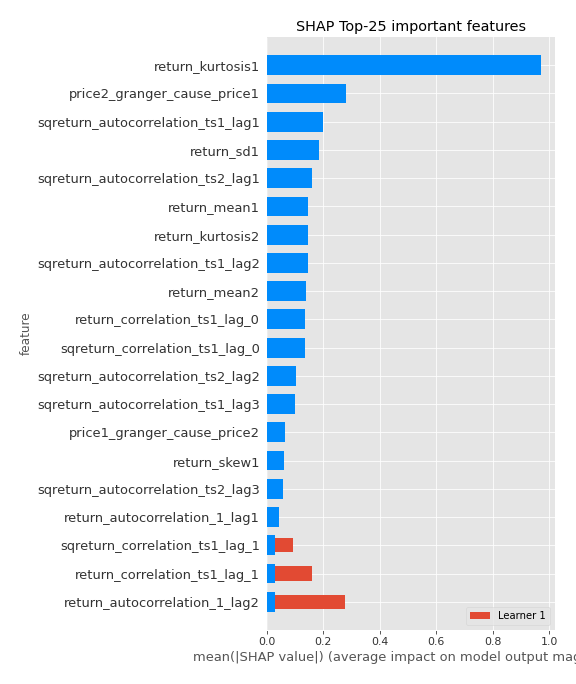 SHAP Top-25 important features
feature
return_kurtosis1
price2_granger_cause_price1
sqreturn_autocorrelation_ts1_lag1
return_sd1
sqreturn_autocorrelation_ts2_lag1
return_mean1
return_kurtosis2
sqreturn_autocorrelation_ts1_lag2
return_mean2
return_correlation_ts1_lag_0
sqreturn_correlation_ts1_lag_0
sqreturn_autocorrelation_ts2_lag2
sqreturn_autocorrelation_ts1_lag3
price1_granger_cause_price2
return_skew1
sqreturn_autocorrelation_ts2_lag3
return_autocorrelation_1_lag1
sqreturn_correlation_ts1_lag_1
return_correlation_ts1_lag_1
return_autocorrelation_1_lag2
Learner 1
0.0 0.2 0.4 0.6 0.8 1.0
mean(|SHAP value|) (average impact on model output mag